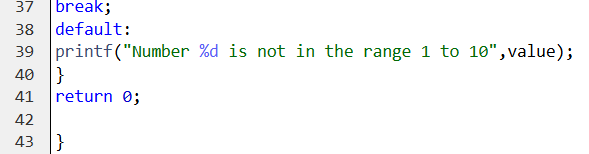 37 break;
38 default:
39 printf("Number %d is not in the range 1 to 10",value);
40 }
41 return 0;
42
43 }